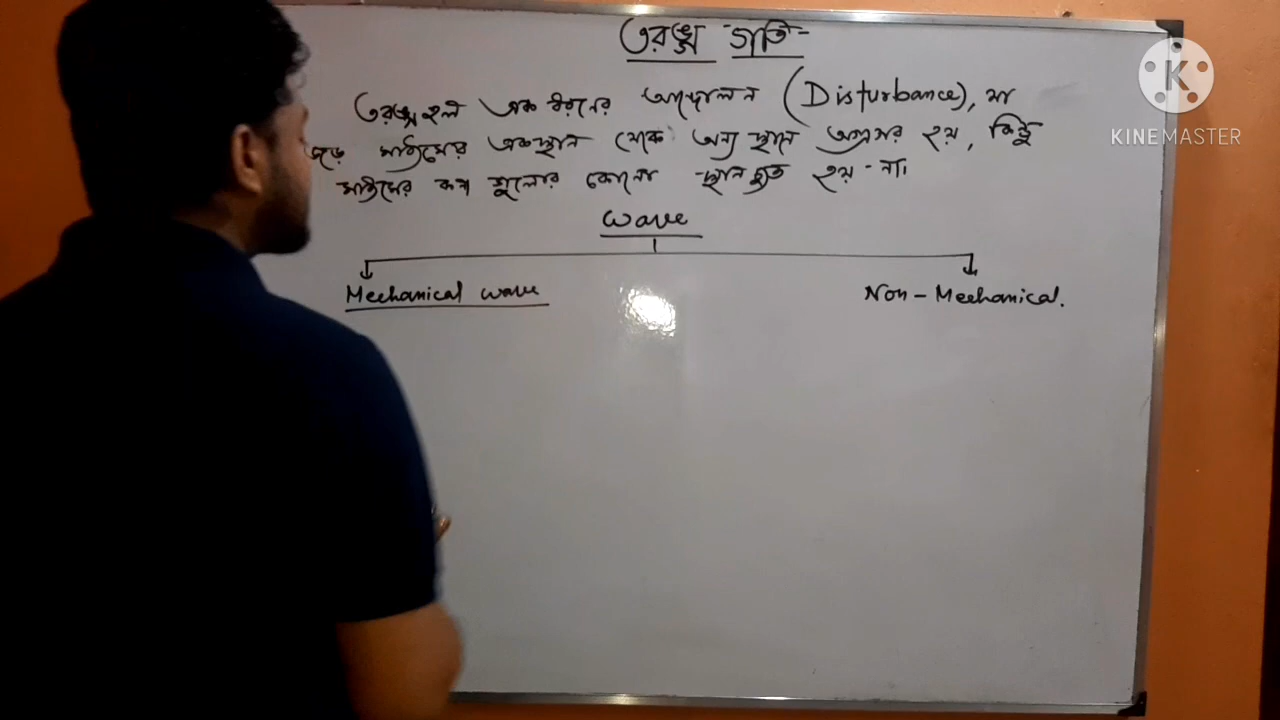 তরঙ্গ গতি
তরঙ্গ হল এক ধরনের আন্দোলন (Disturbance), যা
জড় মাধ্যমের একস্থান থেকে অন্য স্থানে অগ্রসর হয়, কিন্তু
মাধ্যমের কণা গুলোর কোনো স্থানচ্যুত হয় না।
Wave
Mechanical wave Non-Mechanical.
K
KINEMASTER